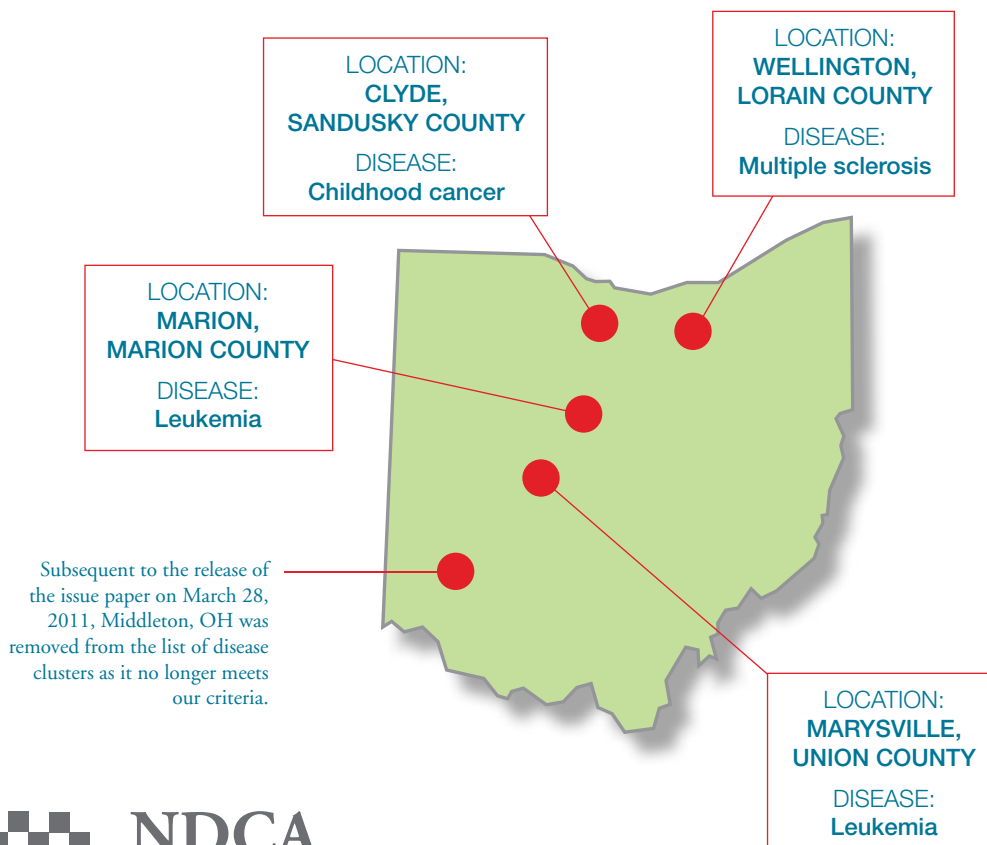 LOCATION:
CLYDE,
SANDUSKY COUNTY
DISEASE:
Childhood cancer
LOCATION:
WELLINGTON,
LORAIN COUNTY
DISEASE:
Multiple sclerosis
LOCATION:
MARION,
MARION COUNTY
DISEASE:
Leukemia
Subsequent to the release of
the issue paper on March 28,
2011, Middleton, OH was
removed from the list of disease
clusters as it no longer meets
our criteria.
LOCATION:
MARYSVILLE,
UNION COUNTY
DISEASE:
Leukemia
NDCA